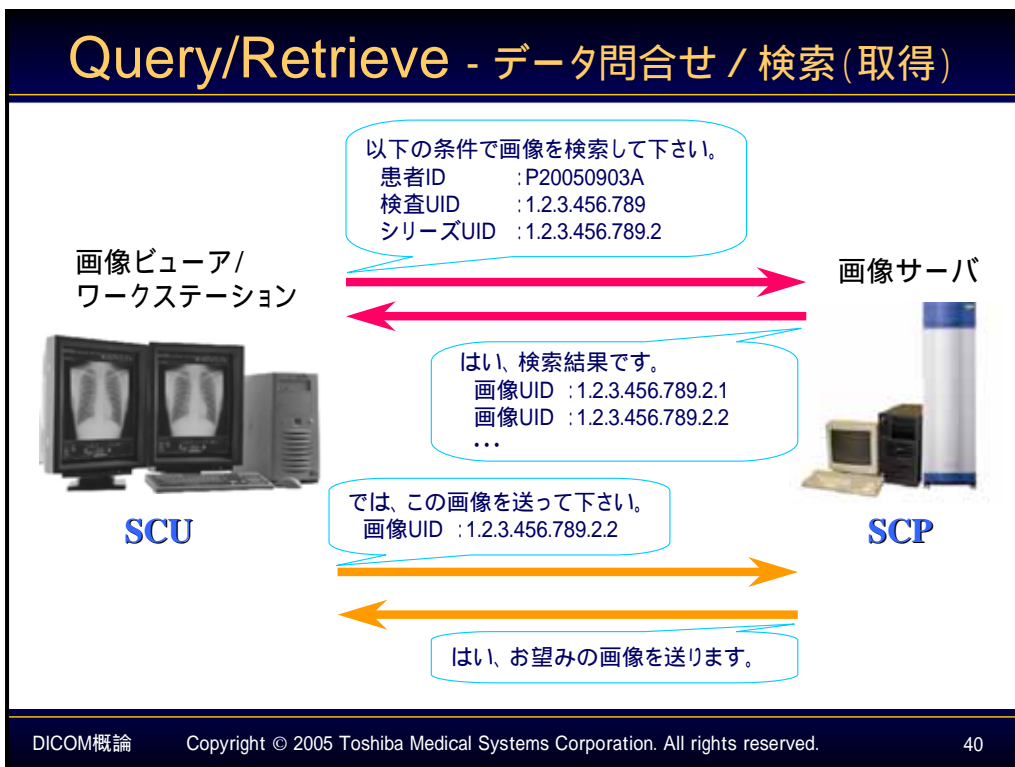 Query/Retrieve - データ問合せ / 検索(取得)
以下の条件で画像を検索して下さい。
患者ID :P20050903A
検査UID :1.2.3.456.789
シリーズUID :1.2.3.456.789.2
画像ビューア/
ワークステーション
画像サーバ
はい、検索結果です。
画像UID :1.2.3.456.789.2.1
画像UID :1.2.3.456.789.2.2
・・・
では、この画像を送って下さい。
画像UID :1.2.3.456.789.2.2
SCU
SCP
はい、お望みの画像を送ります。
DICOM概論 Copyright © 2005 Toshiba Medical Systems Corporation. All rights reserved. 40